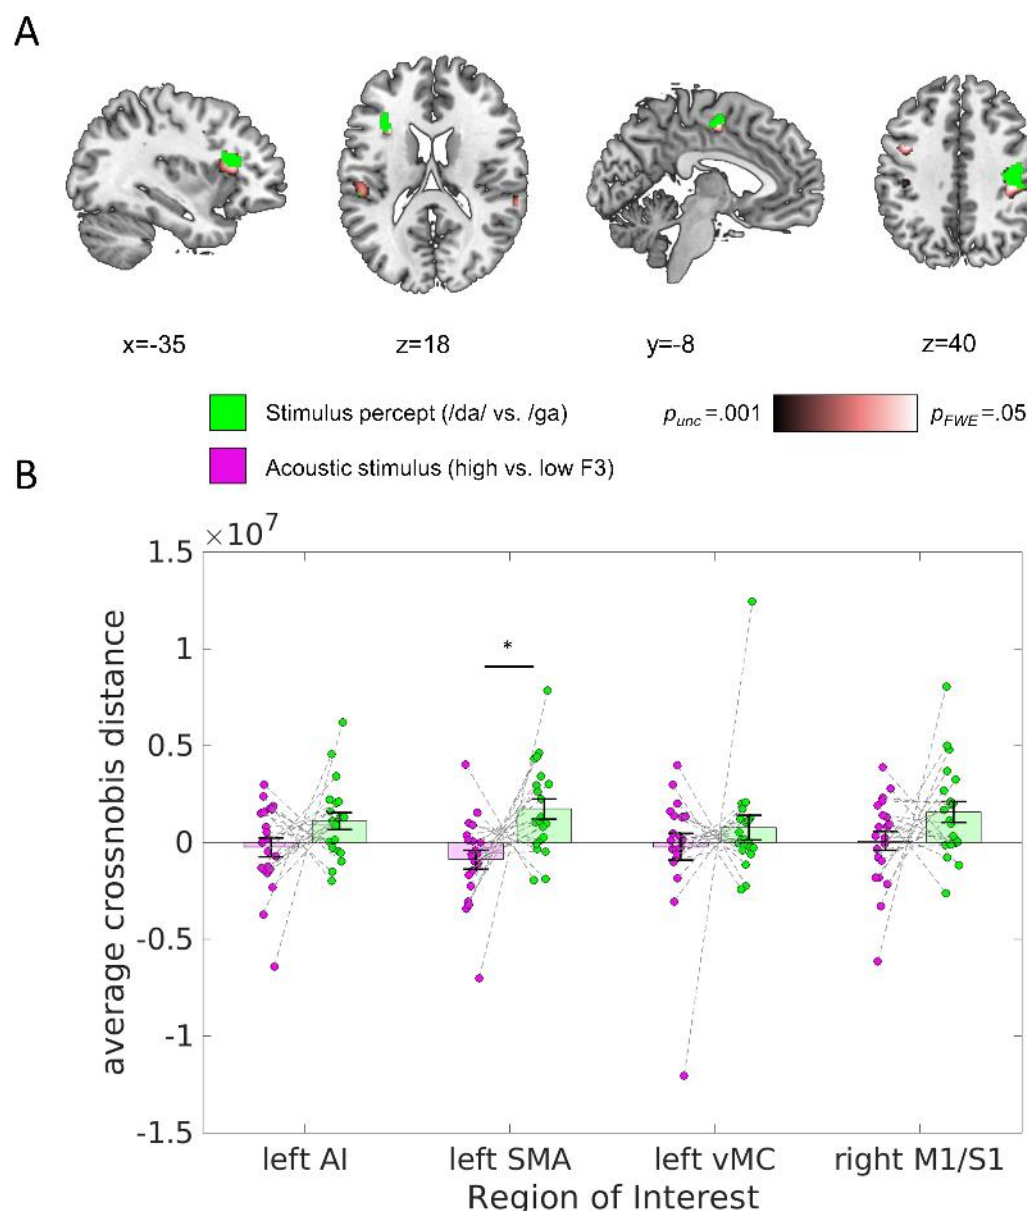 A
x=-35
z=18
y=-8
z=40
Stimulus percept (/da/ vs. /ga)
p_unc=.001
p_FWE=.05
Acoustic stimulus (high vs. low F3)
B
×10^7
1.5
1
0.5
0
-0.5
-1
-1.5
average crossnobis distance
*
left AI
left SMA
left vMC
right M1/S1
Region of Interest